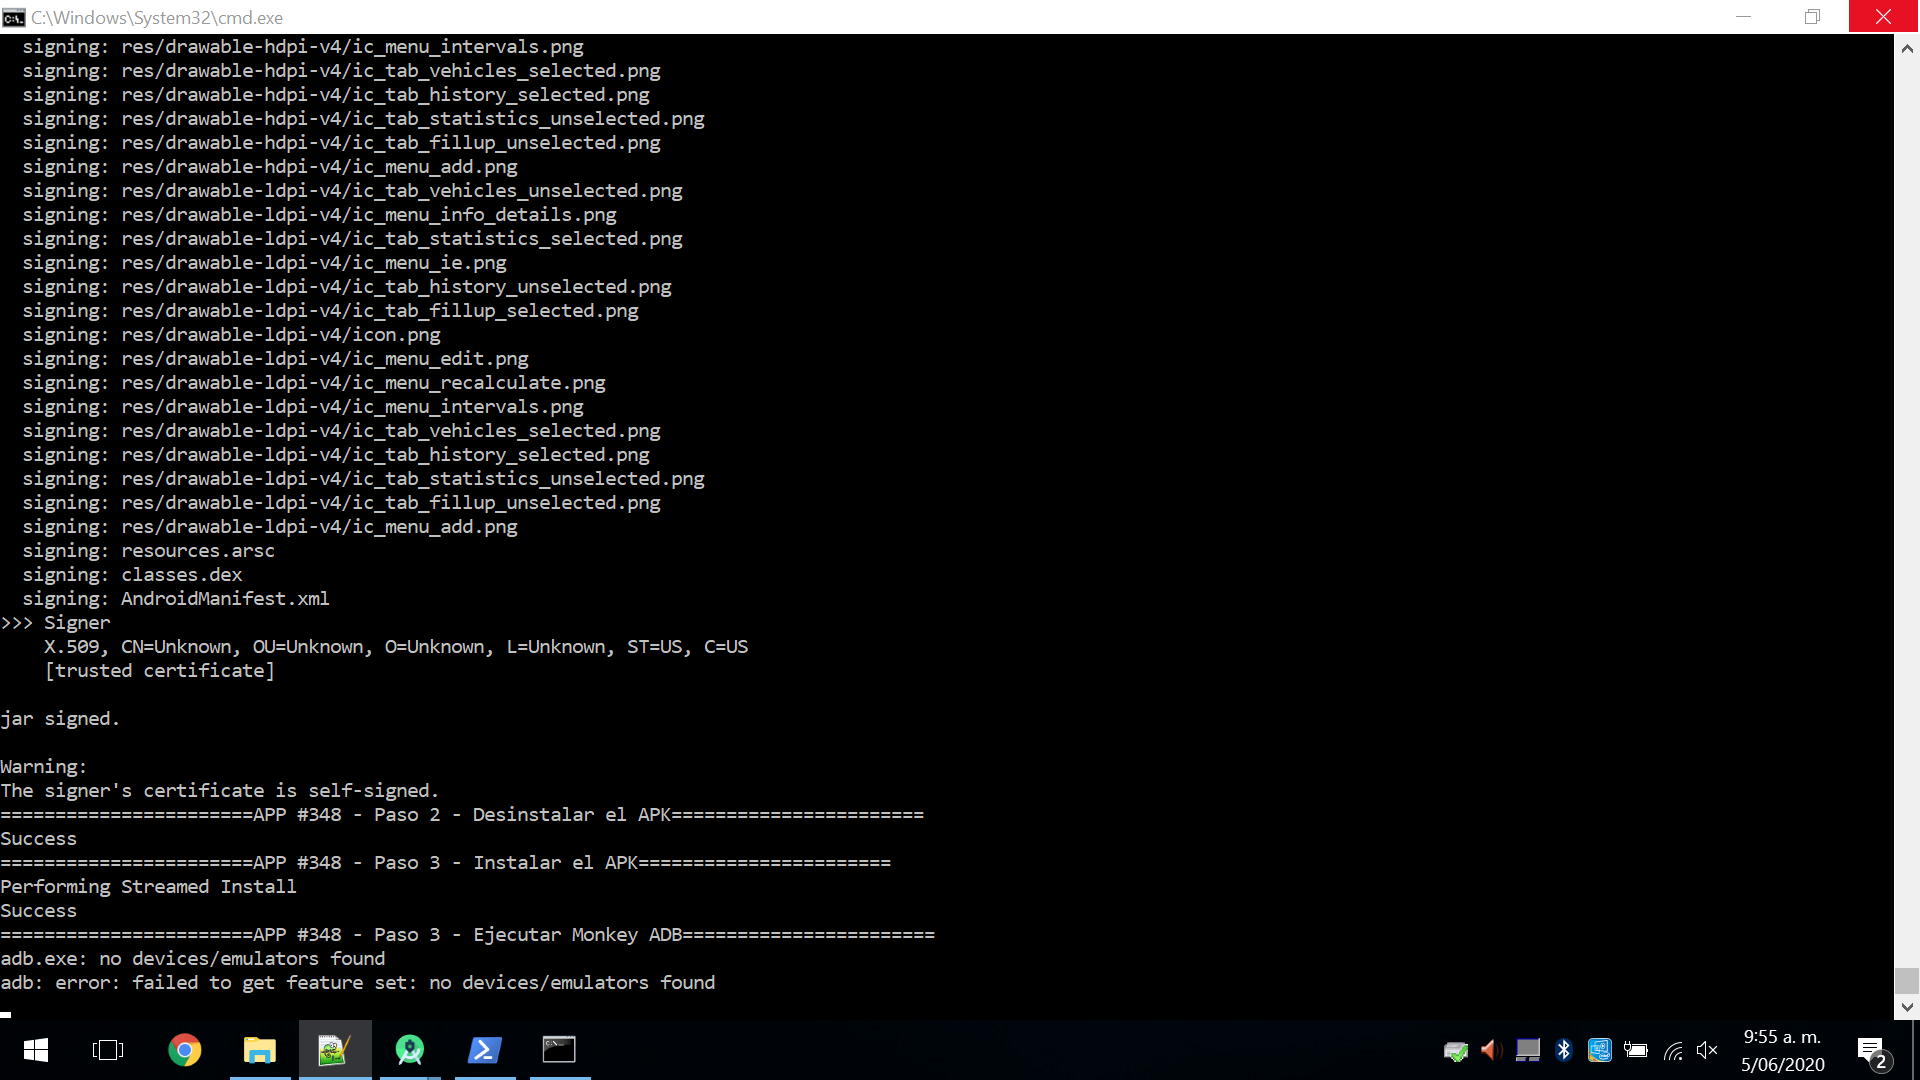 C:\Windows\System32\cmd.exe
signing: res/drawable-hdpi-v4/ic_menu_intervals.png
signing: res/drawable-hdpi-v4/ic_tab_vehicles_selected.png
signing: res/drawable-hdpi-v4/ic_tab_history_selected.png
signing: res/drawable-hdpi-v4/ic_tab_statistics_unselected.png
signing: res/drawable-hdpi-v4/ic_tab_fillup_unselected.png
signing: res/drawable-hdpi-v4/ic_menu_add.png
signing: res/drawable-ldpi-v4/ic_tab_vehicles_unselected.png
signing: res/drawable-ldpi-v4/ic_menu_info_details.png
signing: res/drawable-ldpi-v4/ic_tab_statistics_selected.png
signing: res/drawable-ldpi-v4/ic_menu_ie.png
signing: res/drawable-ldpi-v4/ic_tab_history_unselected.png
signing: res/drawable-ldpi-v4/ic_tab_fillup_selected.png
signing: res/drawable-ldpi-v4/icon.png
signing: res/drawable-ldpi-v4/ic_menu_edit.png
signing: res/drawable-ldpi-v4/ic_menu_recalculate.png
signing: res/drawable-ldpi-v4/ic_menu_intervals.png
signing: res/drawable-ldpi-v4/ic_tab_vehicles_selected.png
signing: res/drawable-ldpi-v4/ic_tab_history_selected.png
signing: res/drawable-ldpi-v4/ic_tab_statistics_unselected.png
signing: res/drawable-ldpi-v4/ic_tab_fillup_unselected.png
signing: res/drawable-ldpi-v4/ic_menu_add.png
signing: resources.arsc
signing: classes.dex
signing: AndroidManifest.xml
>>> Signer
X.509, CN=Unknown, OU=Unknown, O=Unknown, L=Unknown, ST=US, C=US
[trusted certificate]
jar signed.
Warning:
The signer's certificate is self-signed.
=======================APP #348 - Paso 2 - Desinstalar el APK=======================
Success
=======================APP #348 - Paso 3 - Instalar el APK=======================
Performing Streamed Install
Success
=======================APP #348 - Paso 3 - Ejecutar Monkey ADB=======================
adb.exe: no devices/emulators found
adb: error: failed to get feature set: no devices/emulators found
9:55 a. m.
5/06/2020
2